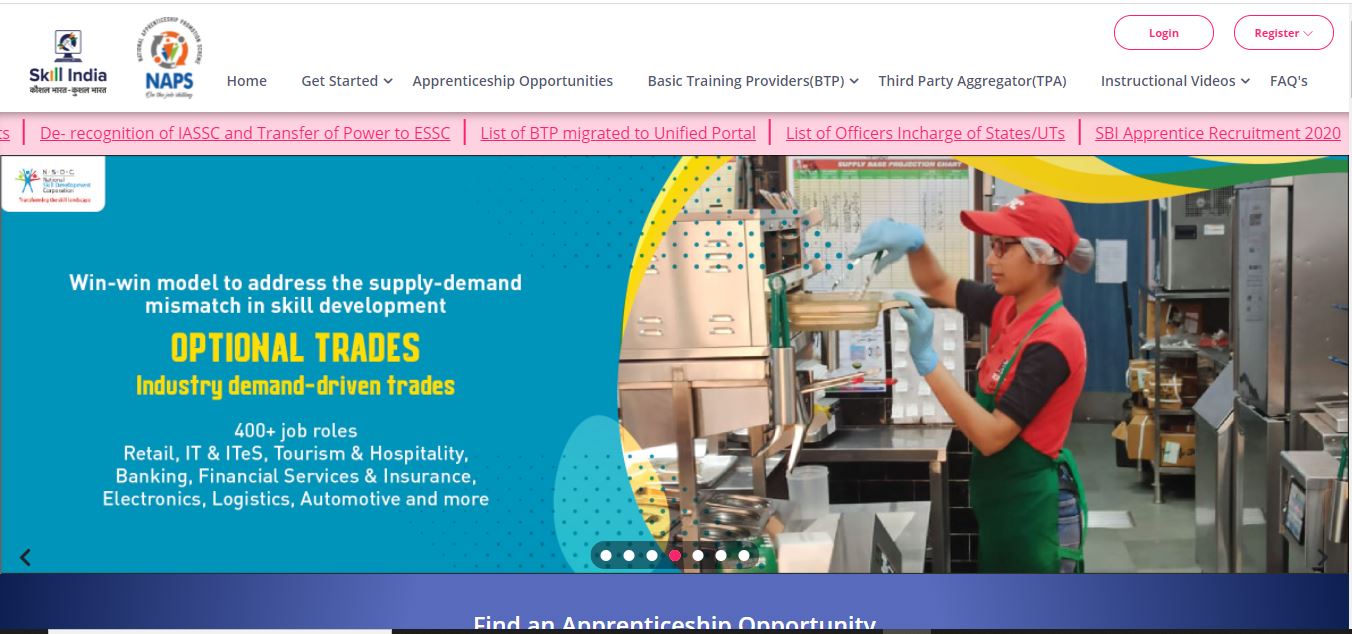 Login
Register
Skill India
कौशल भारत-कुशल भारत
NATIONAL APPRENTICESHIP PROMOTION SCHEME
NAPS
On the job skilling
Home
Get Started
Apprenticeship Opportunities
Basic Training Providers(BTP)
Third Party Aggregator(TPA)
Instructional Videos
FAQ's
ts
De- recognition of IASSC and Transfer of Power to ESSC
List of BTP migrated to Unified Portal
List of Officers Incharge of States/UTs
SBI Apprentice Recruitment 2020
N·S·D·C
National
Skill Development
Corporation
Transforming the skill landscape
SUPPLY BASE PROJECTION CHART
Win-win model to address the supply-demand
mismatch in skill development
OPTIONAL TRADES
Industry demand-driven trades
400+ job roles
Retail, IT & ITeS, Tourism & Hospitality,
Banking, Financial Services & Insurance,
Electronics, Logistics, Automotive and more
Find an Apprenticeship Opportunity